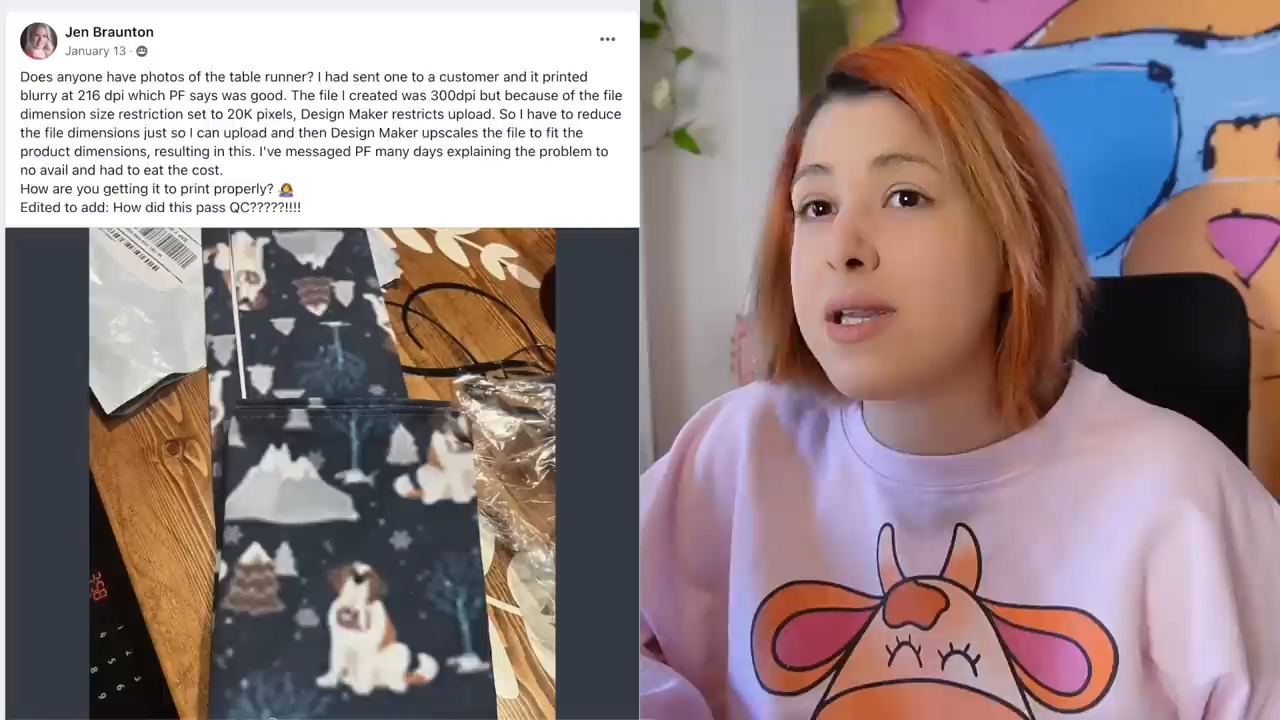 Jen Braunton
January 13 ·
Does anyone have photos of the table runner? I had sent one to a customer and it printed
blurry at 216 dpi which PF says was good. The file I created was 300dpi but because of the file
dimension size restriction set to 20K pixels, Design Maker restricts upload. So I have to reduce
the file dimensions just so I can upload and then Design Maker upscales the file to fit the
product dimensions, resulting in this. I've messaged PF many days explaining the problem to
no avail and had to eat the cost.
How are you getting it to print properly? 🤦‍♀️
Edited to add: How did this pass QC?????!!!!